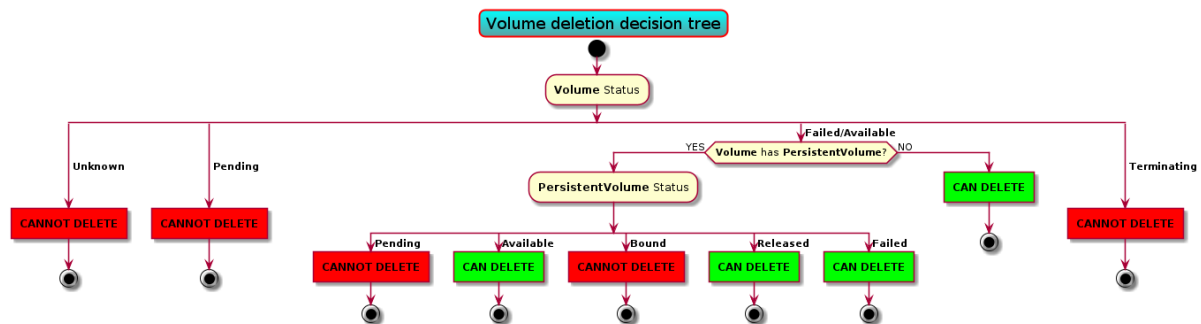 Volume deletion decision tree
Volume Status
Failed/Available
YES
Volume has PersistentVolume?
NO
Unknown
Pending
Terminating
PersistentVolume Status
CAN DELETE
CANNOT DELETE
CANNOT DELETE
CANNOT DELETE
Pending
Available
Bound
Released
Failed
CANNOT DELETE
CAN DELETE
CANNOT DELETE
CAN DELETE
CAN DELETE